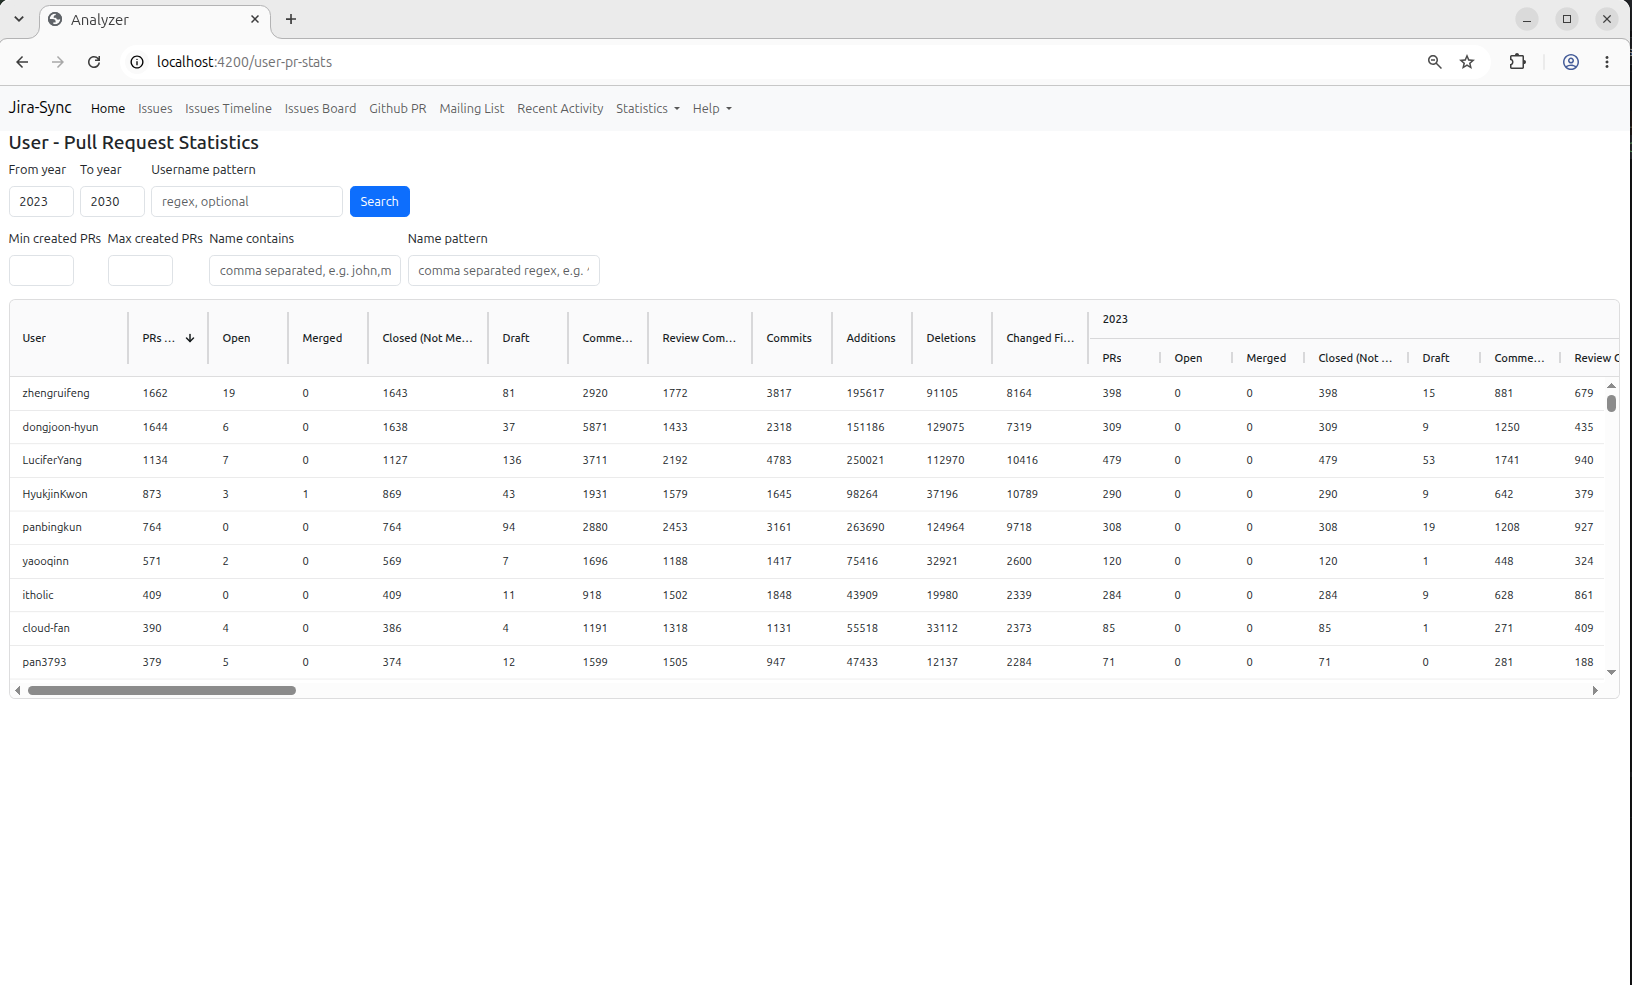 Analyzer
localhost:4200/user-pr-stats
Jira-Sync Home Issues Issues Timeline Issues Board Github PR Mailing List Recent Activity Statistics Help
User - Pull Request Statistics
From year To year Username pattern
2023 2030 regex, optional Search
Min created PRs Max created PRs Name contains Name pattern
comma separated, e.g. john,m comma separated regex, e.g.
2023
User PRs ... Open Merged Closed (Not Me... Draft Comme... Review Com... Commits Additions Deletions Changed Fi...
PRs Open Merged Closed (Not ... Draft Comme... Review C
zhengruifeng 1662 19 0 1643 81 2920 1772 3817 195617 91105 8164 398 0 0 398 15 881 679
dongjoon-hyun 1644 6 0 1638 37 5871 1433 2318 151186 129075 7319 309 0 0 309 9 1250 435
LuciferYang 1134 7 0 1127 136 3711 2192 4783 250021 112970 10416 479 0 0 479 53 1741 940
HyukjinKwon 873 3 1 869 43 1931 1579 1645 98264 37196 10789 290 0 0 290 9 642 379
panbingkun 764 0 0 764 94 2880 2453 3161 263690 124964 9718 308 0 0 308 19 1208 927
yaooqinn 571 2 0 569 7 1696 1188 1417 75416 32921 2600 120 0 0 120 1 448 324
itholic 409 0 0 409 11 918 1502 1848 43909 19980 2339 284 0 0 284 9 628 861
cloud-fan 390 4 0 386 4 1191 1318 1131 55518 33112 2373 85 0 0 85 1 271 409
pan3793 379 5 0 374 12 1599 1505 947 47433 12137 2284 71 0 0 71 0 281 188